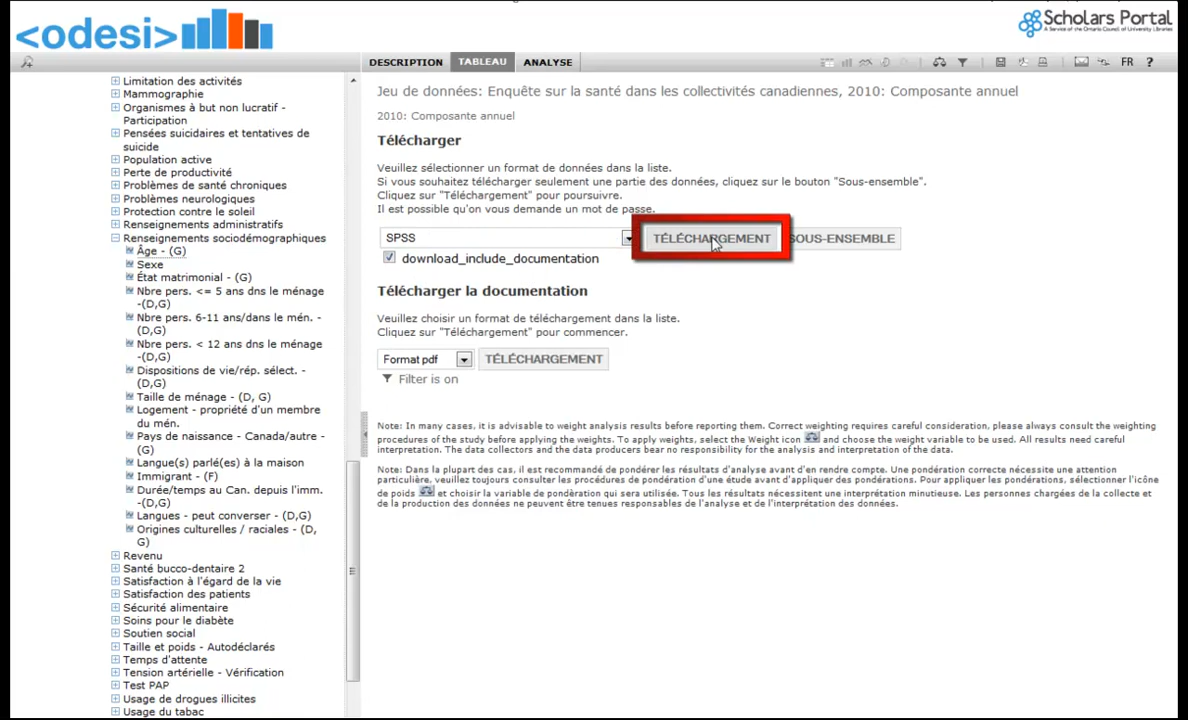 <odesi>
Scholars Portal
A Service of the Ontario Council of University Libraries
DESCRIPTION
TABLEAU
ANALYSE
FR
?
Limitation des activités
Mammographie
Organismes à but non lucratif -
Participation
Pensées suicidaires et tentatives de
suicide
Population active
Perte de productivité
Problèmes de santé chroniques
Problèmes neurologiques
Protection contre le soleil
Renseignements administratifs
Renseignements sociodémographiques
Âge - (G)
Sexe
État matrimonial - (G)
Nbre pers. <= 5 ans dns le ménage
-(D,G)
Nbre pers. 6-11 ans/dans le mén. -
(D,G)
Nbre pers. < 12 ans dns le ménage
-(D,G)
Dispositions de vie/rép. sélect. -
(D,G)
Taille de ménage - (D, G)
Logement - propriété d'un membre
du mén.
Pays de naissance - Canada/autre -
(G)
Langue(s) parlé(es) à la maison
Immigrant - (F)
Durée/temps au Can. depuis l'imm.
-(D,G)
Langues - peut converser - (D,G)
Origines culturelles / raciales - (D,
G)
Revenu
Santé bucco-dentaire 2
Satisfaction à l'égard de la vie
Satisfaction des patients
Sécurité alimentaire
Soins pour le diabète
Soutien social
Taille et poids - Autodéclarés
Temps d'attente
Tension artérielle - Vérification
Test PAP
Usage de drogues illicites
Usage du tabac
Jeu de données: Enquête sur la santé dans les collectivités canadiennes, 2010: Composante annuel
2010: Composante annuel
Télécharger
Veuillez sélectionner un format de données dans la liste.
Si vous souhaitez télécharger seulement une partie des données, cliquez sur le bouton "Sous-ensemble".
Cliquez sur "Téléchargement" pour poursuivre.
Il est possible qu'on vous demande un mot de passe.
SPSS
TÉLÉCHARGEMENT
SOUS-ENSEMBLE
download_include_documentation
Télécharger la documentation
Veuillez choisir un format de téléchargement dans la liste.
Cliquez sur "Téléchargement" pour commencer.
Format pdf
TÉLÉCHARGEMENT
Filter is on
Note: In many cases, it is advisable to weight analysis results before reporting them. Correct weighting requires careful consideration, please always consult the weighting
procedures of the study before applying the weights. To apply weights, select the Weight icon and choose the weight variable to be used. All results need careful
interpretation. The data collectors and the data producers bear no responsibility for the analysis and interpretation of the data.
Note: Dans la plupart des cas, il est recommandé de pondérer les résultats d'analyse avant d'en rendre compte. Une pondération correcte nécessite une attention
particulière, veuillez toujours consulter les procédures de pondération d'une étude avant d'appliquer des pondérations. Pour appliquer les pondérations, sélectionner l'icône
de poids et choisir la variable de pondèration qui sera utilisée. Tous les résultats nécessitent une interprétation minutieuse. Les personnes chargées de la collecte et
de la production des données ne peuvent être tenues responsables de l'analyse et de l'interprétation des données.